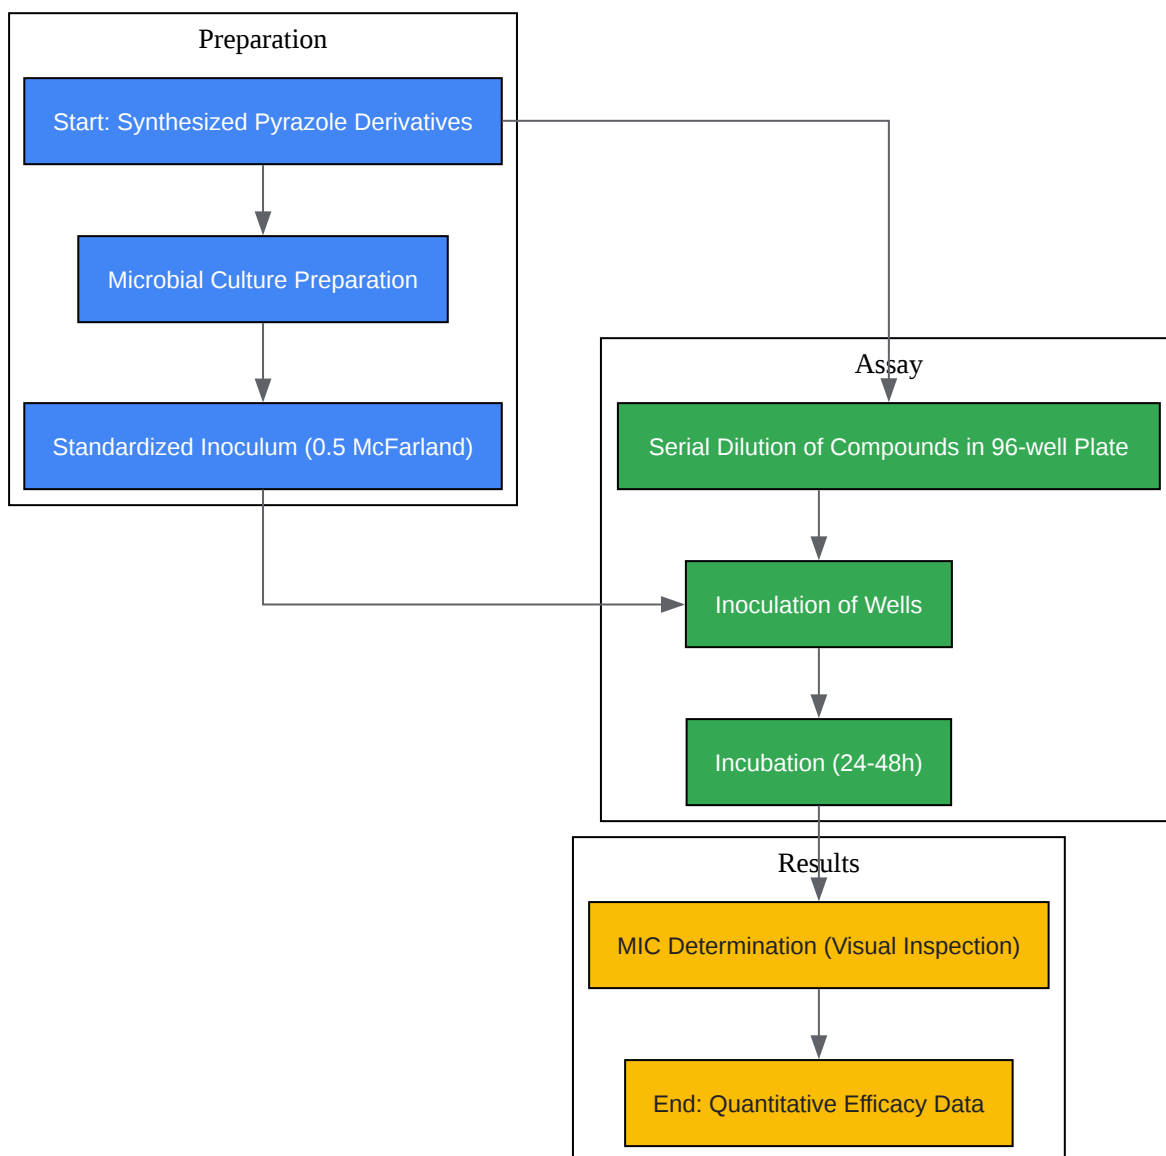 Preparation
Start: Synthesized Pyrazole Derivatives
Microbial Culture Preparation
Standardized Inoculum (0.5 McFarland)
Assay
Serial Dilution of Compounds in 96-well Plate
Inoculation of Wells
Incubation (24-48h)
Results
MIC Determination (Visual Inspection)
End: Quantitative Efficacy Data